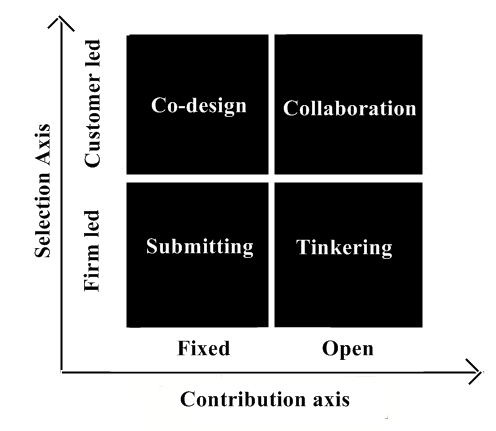 Selection Axis
Customer led
Firm led
Co-design
Collaboration
Submitting
Tinkering
Fixed
Open
Contribution axis